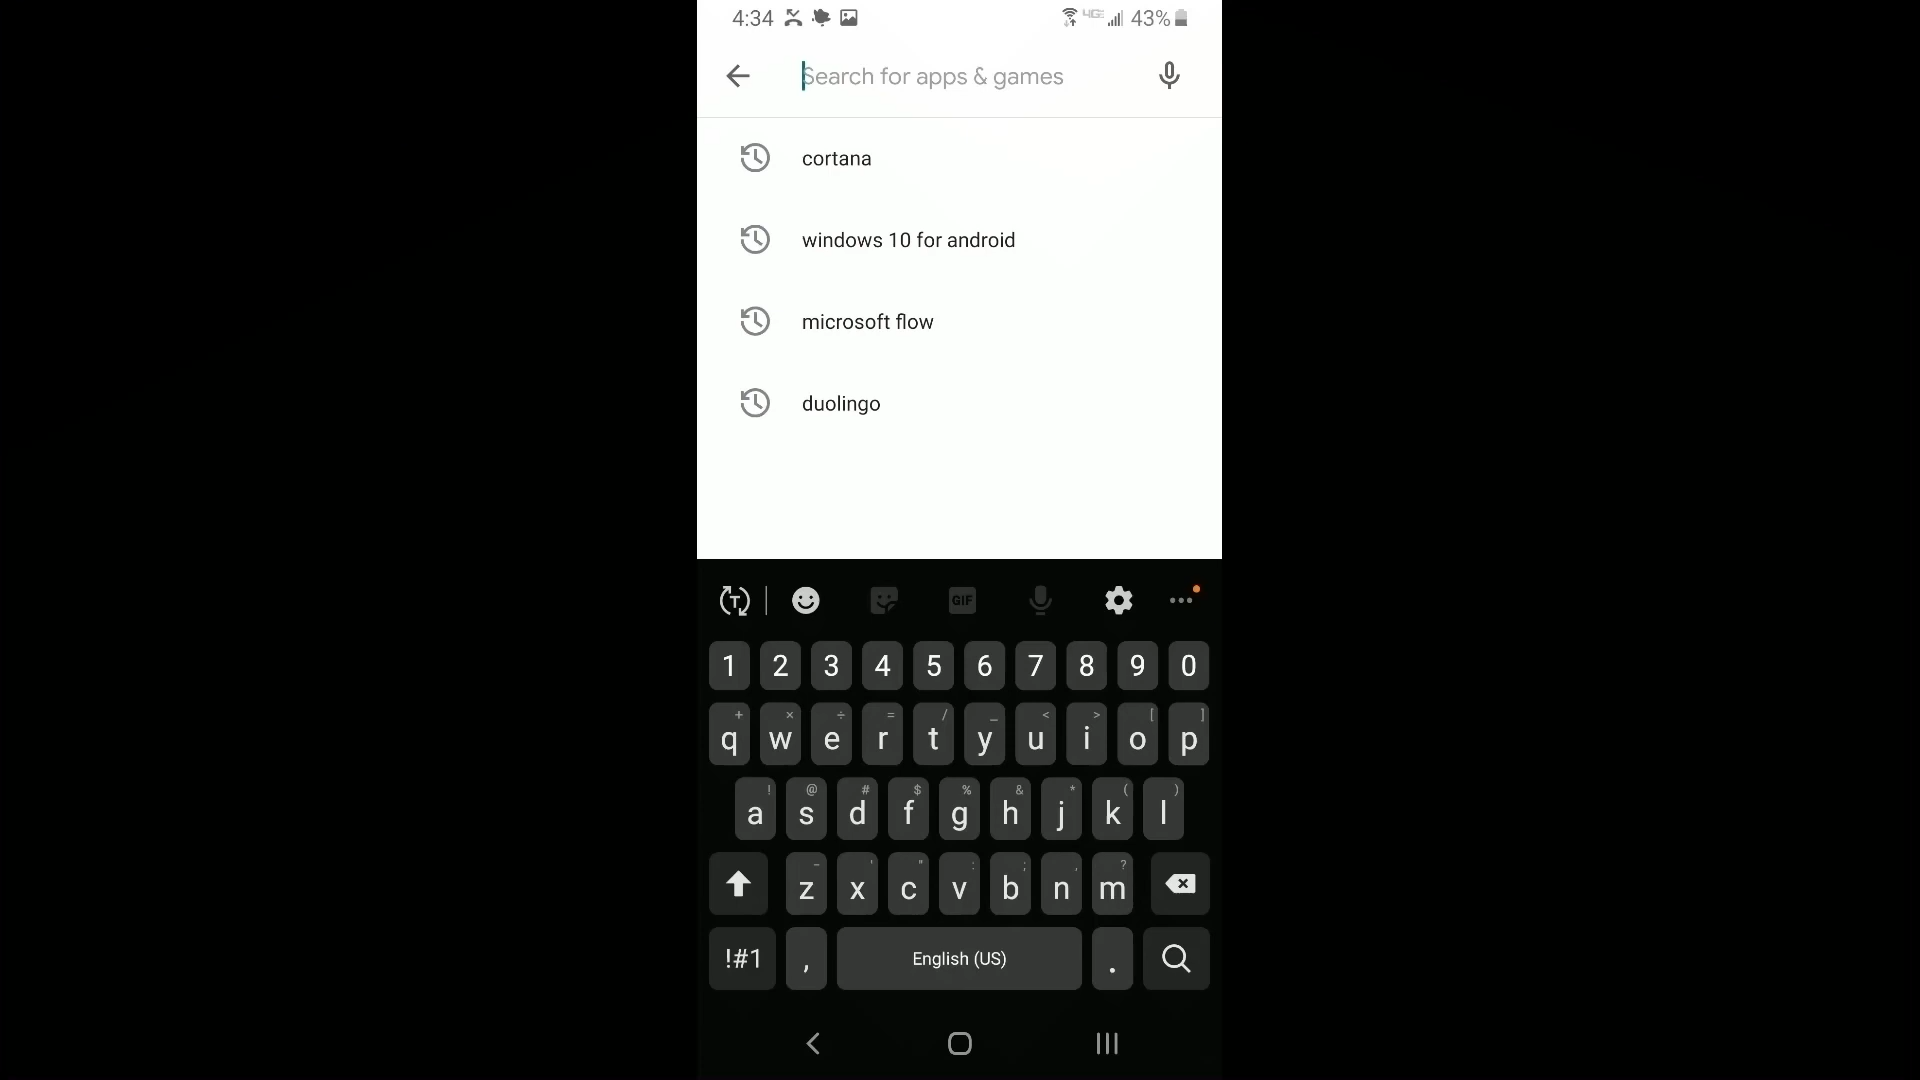 4:34 4GE 43%
Search for apps & games
cortana
windows 10 for android
microsoft flow
duolingo
T GIF
1 2 3 4 5 6 7 8 9 0
+ × ÷ = / _ < > [ ]
q w e r t y u i o p
! @ # $ % & * ( )
a s d f g h j k l
- ' " : ; , ?
z x c v b n m
!#1 , English (US) .